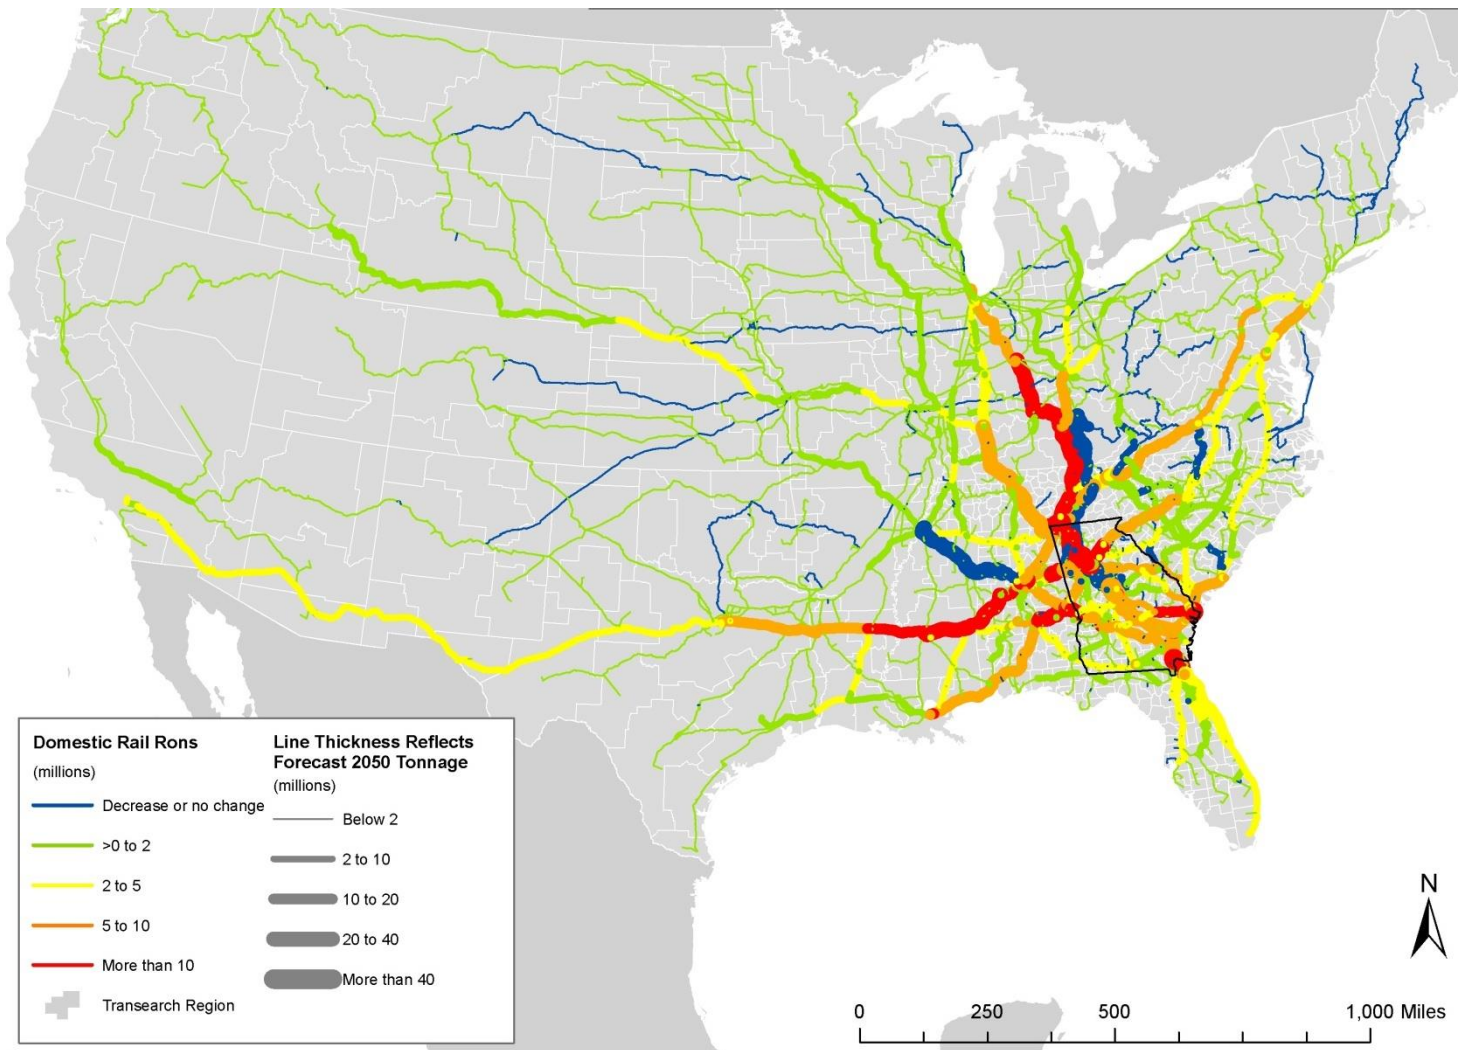 Domestic Rail Rons
(millions)
Decrease or no change
>0 to 2
2 to 5
5 to 10
More than 10
Transearch Region
Line Thickness Reflects
Forecast 2050 Tonnage
(millions)
Below 2
2 to 10
10 to 20
20 to 40
More than 40
N
0 250 500 1,000 Miles